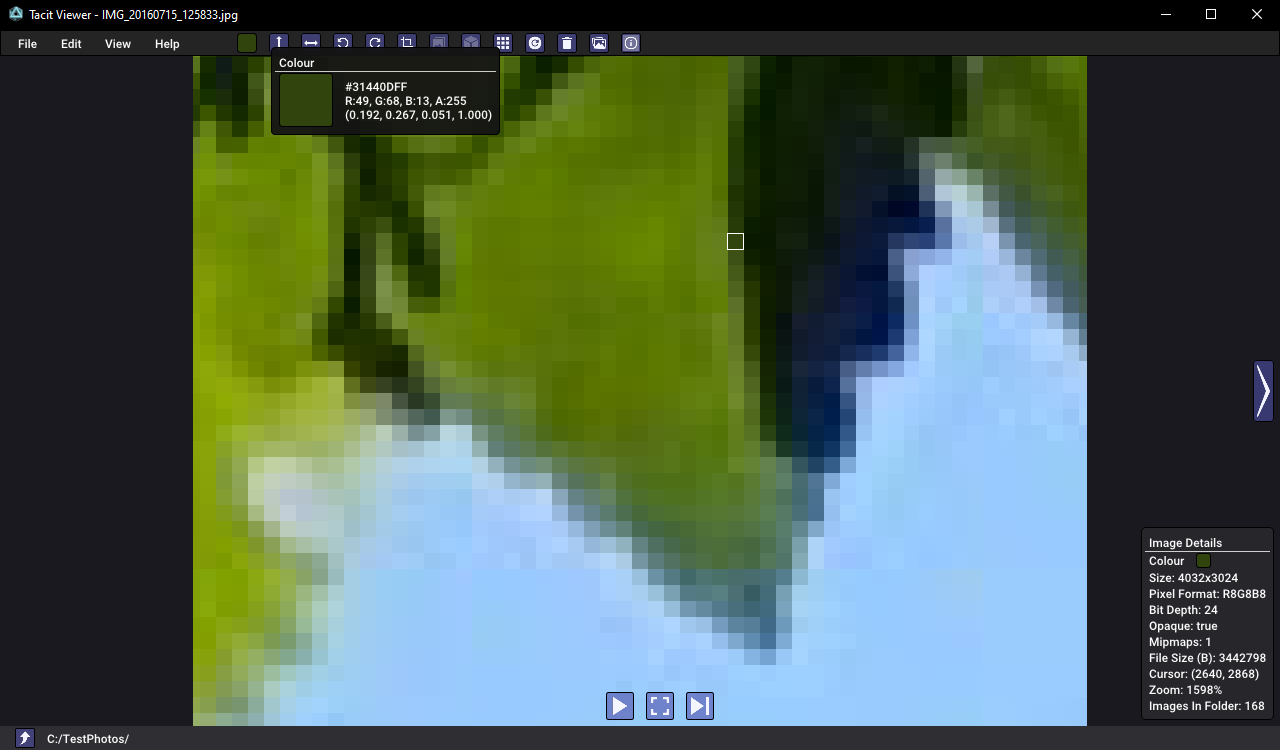 Tacit Viewer - IMG_20160715_125833.jpg
File Edit View Help
Colour
#31440DFF
R:49, G:68, B:13, A:255
(0.192, 0.267, 0.051, 1.000)
Image Details
Colour
Size: 4032x3024
Pixel Format: R8G8B8
Bit Depth: 24
Opaque: true
Mipmaps: 1
File Size (B): 3442798
Cursor: (2640, 2868)
Zoom: 1598%
Images In Folder: 168
C:/TestPhotos/